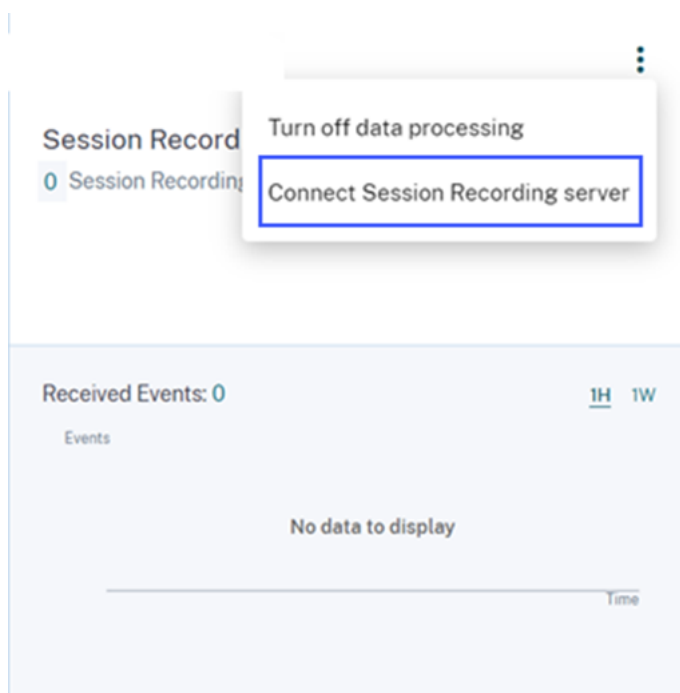 Turn off data processing
Session Record
0 Session Recording
Connect Session Recording server
Received Events: 0
1H 1W
Events
No data to display
Time